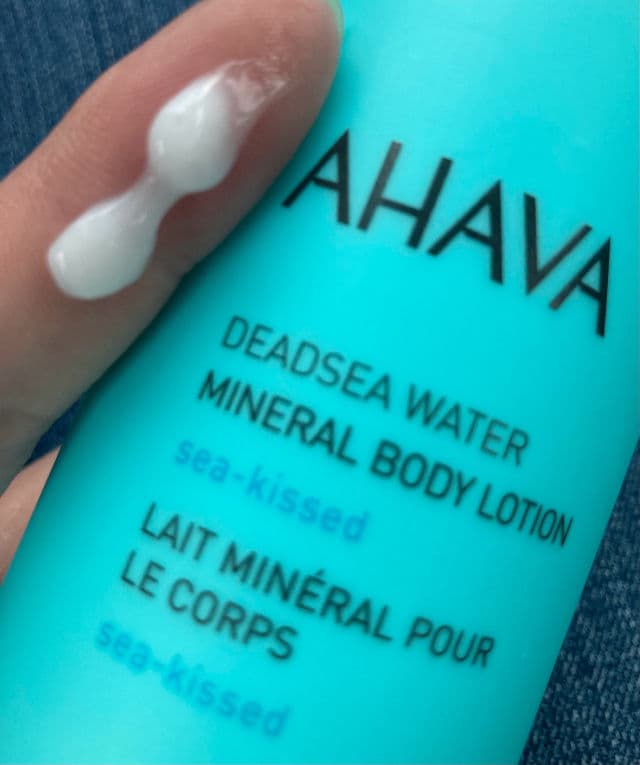 AHAVA
DEADSEA WATER
MINERAL BODY LOTION
sea-kissed
LAIT MINÉRAL POUR
LE CORPS
sea-kissed